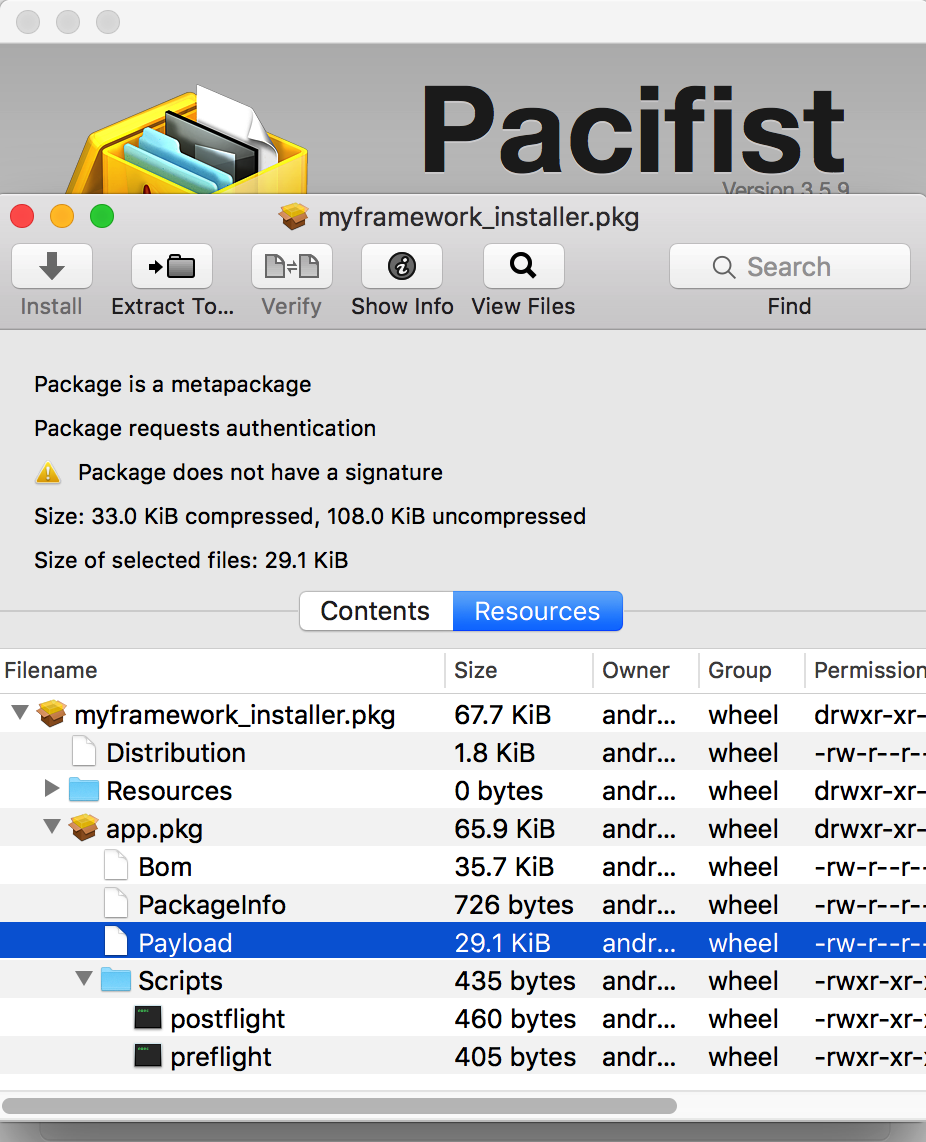 Pacifist
Version 3.5.9
myframework_installer.pkg
Install
Extract To...
Verify
Show Info
View Files
Search
Find
Package is a metapackage
Package requests authentication
Package does not have a signature
Size: 33.0 KiB compressed, 108.0 KiB uncompressed
Size of selected files: 29.1 KiB
Contents Resources
Filename Size Owner Group Permission
myframework_installer.pkg 67.7 KiB andr... wheel drwxr-xr-
Distribution 1.8 KiB andr... wheel -rw-r--r--
Resources 0 bytes andr... wheel drwxr-xr-
app.pkg 65.9 KiB andr... wheel drwxr-xr-
Bom 35.7 KiB andr... wheel -rw-r--r--
PackageInfo 726 bytes andr... wheel -rw-r--r--
Payload 29.1 KiB andr... wheel -rw-r--r--
Scripts 435 bytes andr... wheel -rwxr-xr-x
postflight 460 bytes andr... wheel -rwxr-xr-x
preflight 405 bytes andr... wheel -rwxr-xr-x